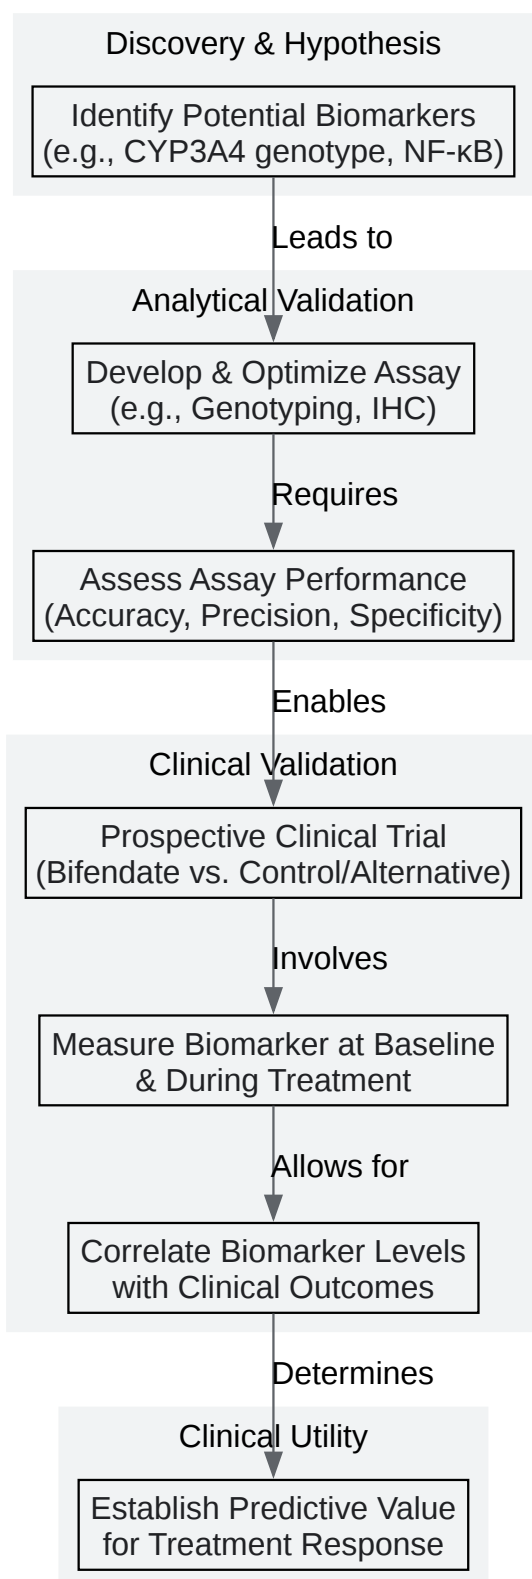 Discovery & Hypothesis
Identify Potential Biomarkers
(e.g., CYP3A4 genotype, NF-κB)
Leads to
Analytical Validation
Develop & Optimize Assay
(e.g., Genotyping, IHC)
Requires
Assess Assay Performance
(Accuracy, Precision, Specificity)
Enables
Clinical Validation
Prospective Clinical Trial
(Bifendate vs. Control/Alternative)
Involves
Measure Biomarker at Baseline
& During Treatment
Allows for
Correlate Biomarker Levels
with Clinical Outcomes
Determines
Clinical Utility
Establish Predictive Value
for Treatment Response